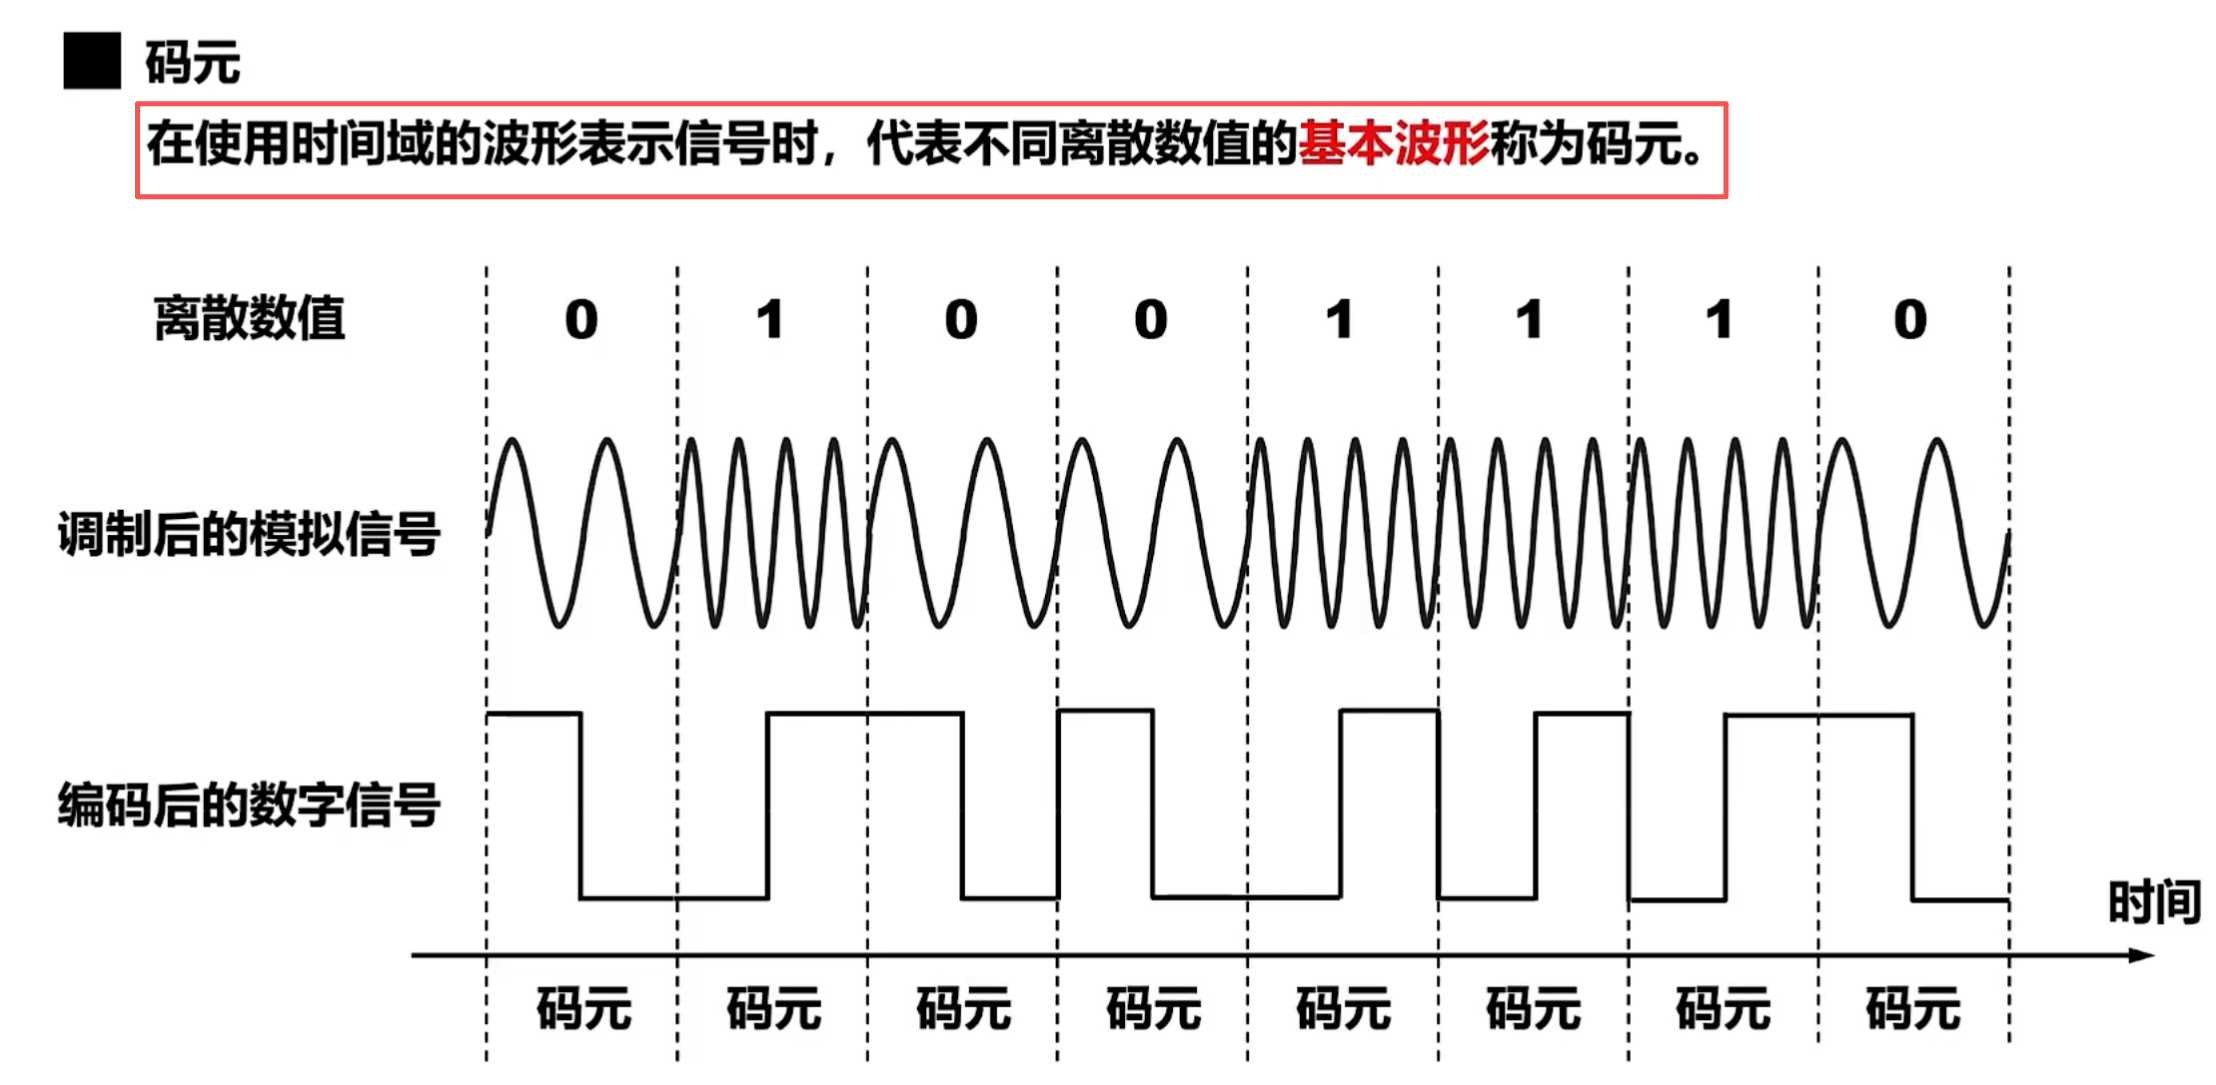 码元
在使用时间域的波形表示信号时，代表不同离散数值的基本波形称为码元。
离散数值 0 1 0 0 1 1 1 0
调制后的模拟信号
编码后的数字信号
时间
码元 码元 码元 码元 码元 码元 码元 码元